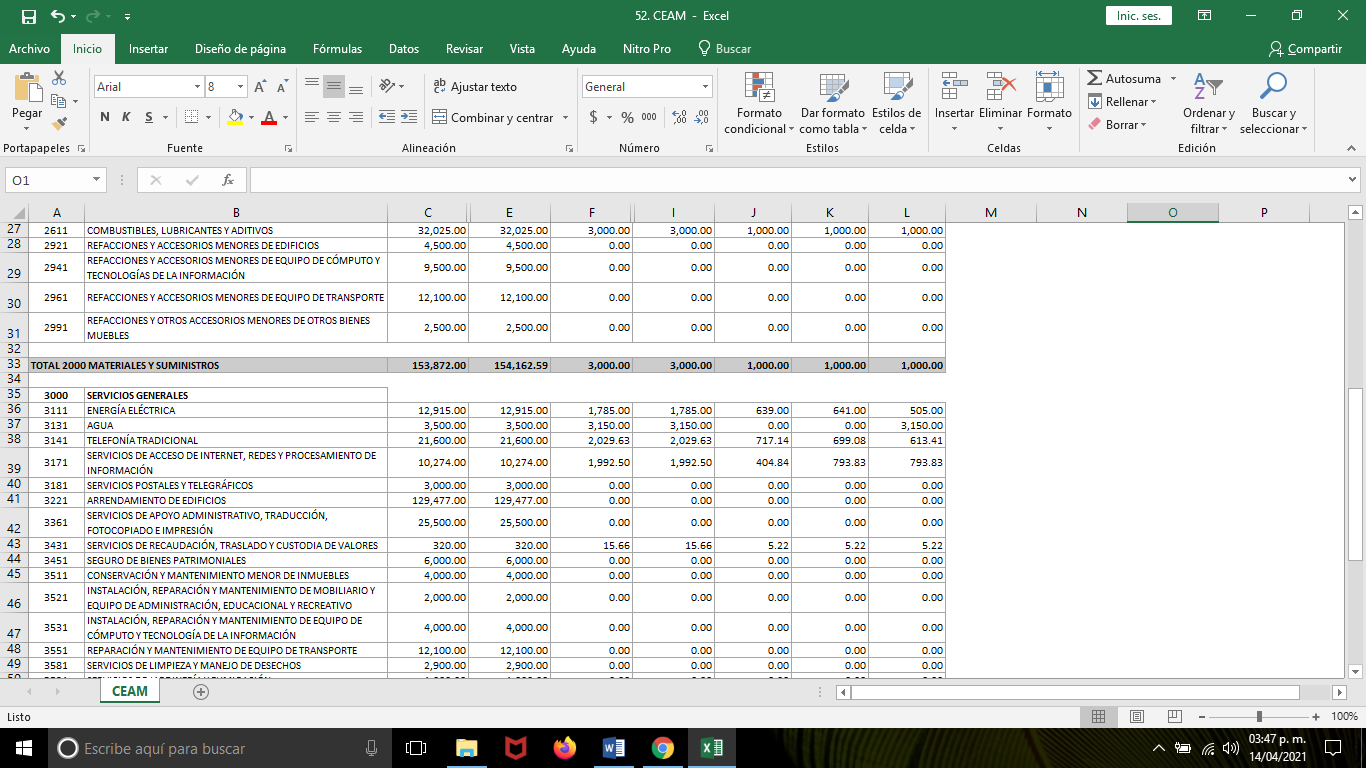 52. CEAM - Excel
Inic. ses.
Archivo Inicio Insertar Diseño de página Fórmulas Datos Revisar Vista Ayuda Nitro Pro Buscar Compartir
Pegar
Portapapeles
Arial 8
N K S
Fuente
Ajustar texto
Combinar y centrar
Alineación
General
$ % 000
Número
Formato condicional
Dar formato como tabla
Estilos de celda
Estilos
Insertar Eliminar Formato
Celdas
Autosuma
Rellenar
Borrar
Ordenar y filtrar
Buscar y seleccionar
Edición
O1 fx
A B C E F I J K L M N O P
27 2611 COMBUSTIBLES, LUBRICANTES Y ADITIVOS 32,025.00 32,025.00 3,000.00 3,000.00 1,000.00 1,000.00 1,000.00
28 2921 REFACCIONES Y ACCESORIOS MENORES DE EDIFICIOS 4,500.00 4,500.00 0.00 0.00 0.00 0.00 0.00
29 2941 REFACCIONES Y ACCESORIOS MENORES DE EQUIPO DE CÓMPUTO Y
TECNOLOGÍAS DE LA INFORMACIÓN 9,500.00 9,500.00 0.00 0.00 0.00 0.00 0.00
30 2961 REFACCIONES Y ACCESORIOS MENORES DE EQUIPO DE TRANSPORTE 12,100.00 12,100.00 0.00 0.00 0.00 0.00 0.00
31 2991 REFACCIONES Y OTROS ACCESORIOS MENORES DE OTROS BIENES
MUEBLES 2,500.00 2,500.00 0.00 0.00 0.00 0.00 0.00
32
33 TOTAL 2000 MATERIALES Y SUMINISTROS 153,872.00 154,162.59 3,000.00 3,000.00 1,000.00 1,000.00 1,000.00
34
35 3000 SERVICIOS GENERALES
36 3111 ENERGÍA ELÉCTRICA 12,915.00 12,915.00 1,785.00 1,785.00 639.00 641.00 505.00
37 3131 AGUA 3,500.00 3,500.00 3,150.00 3,150.00 0.00 0.00 3,150.00
38 3141 TELEFONÍA TRADICIONAL 21,600.00 21,600.00 2,029.63 2,029.63 717.14 699.08 613.41
39 3171 SERVICIOS DE ACCESO DE INTERNET, REDES Y PROCESAMIENTO DE
INFORMACIÓN 10,274.00 10,274.00 1,992.50 1,992.50 404.84 793.83 793.83
40 3181 SERVICIOS POSTALES Y TELEGRÁFICOS 3,000.00 3,000.00 0.00 0.00 0.00 0.00 0.00
41 3221 ARRENDAMIENTO DE EDIFICIOS 129,477.00 129,477.00 0.00 0.00 0.00 0.00 0.00
42 3361 SERVICIOS DE APOYO ADMINISTRATIVO, TRADUCCIÓN,
FOTOCOPIADO E IMPRESIÓN 25,500.00 25,500.00 0.00 0.00 0.00 0.00 0.00
43 3431 SERVICIOS DE RECAUDACIÓN, TRASLADO Y CUSTODIA DE VALORES 320.00 320.00 15.66 15.66 5.22 5.22 5.22
44 3451 SEGURO DE BIENES PATRIMONIALES 6,000.00 6,000.00 0.00 0.00 0.00 0.00 0.00
45 3511 CONSERVACIÓN Y MANTENIMIENTO MENOR DE INMUEBLES 4,000.00 4,000.00 0.00 0.00 0.00 0.00 0.00
46 3521 INSTALACIÓN, REPARACIÓN Y MANTENIMIENTO DE MOBILIARIO Y
EQUIPO DE ADMINISTRACIÓN, EDUCACIONAL Y RECREATIVO 2,000.00 2,000.00 0.00 0.00 0.00 0.00 0.00
47 3531 INSTALACIÓN, REPARACIÓN Y MANTENIMIENTO DE EQUIPO DE
CÓMPUTO Y TECNOLOGÍA DE LA INFORMACIÓN 4,000.00 4,000.00 0.00 0.00 0.00 0.00 0.00
48 3551 REPARACIÓN Y MANTENIMIENTO DE EQUIPO DE TRANSPORTE 12,100.00 12,100.00 0.00 0.00 0.00 0.00 0.00
49 3581 SERVICIOS DE LIMPIEZA Y MANEJO DE DESECHOS 2,900.00 2,900.00 0.00 0.00 0.00 0.00 0.00
CEAM
Listo
100%
Escribe aquí para buscar
03:47 p. m.
14/04/2021